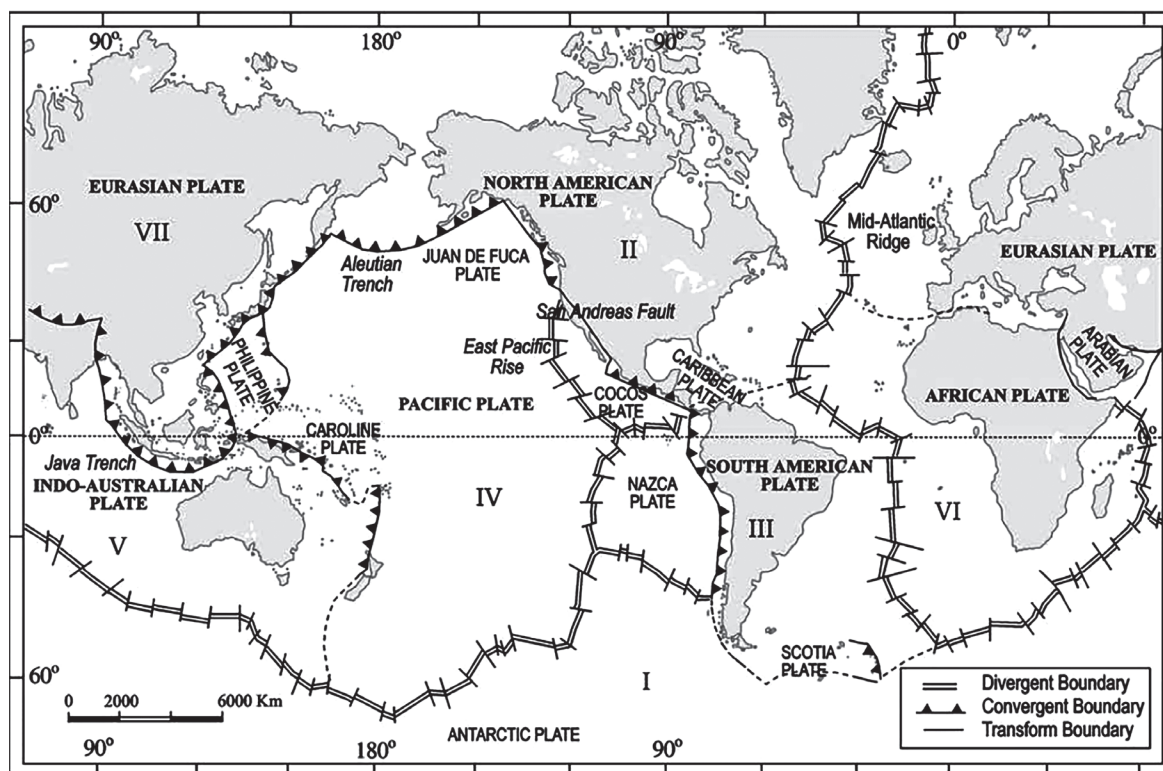 90°
180°
90°
0°
EURASIAN PLATE
NORTH AMERICAN
PLATE
60°
VII
II
Mid-Atlantic
Ridge
Aleutian
Trench
JUAN DE FUCA
PLATE
EURASIAN PLATE
San Andreas Fault
East Pacific
Rise
PHILIPPINE
PLATE
CARIBBEAN
PLATE
ARABIAN
PLATE
COCOS
PLATE
PACIFIC PLATE
AFRICAN PLATE
CAROLINE
PLATE
0°
0°
Java Trench
INDO-AUSTRALIAN
PLATE
SOUTH AMERICAN
PLATE
NAZCA
PLATE
IV
III
VI
V
SCOTIA
PLATE
I
60°
0 2000 6000 Km
ANTARCTIC PLATE
Divergent Boundary
Convergent Boundary
Transform Boundary
90°
180°
90°